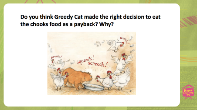 Do you think Greedy Cat made the right decision to eat
the chooks food as a payback? Why?